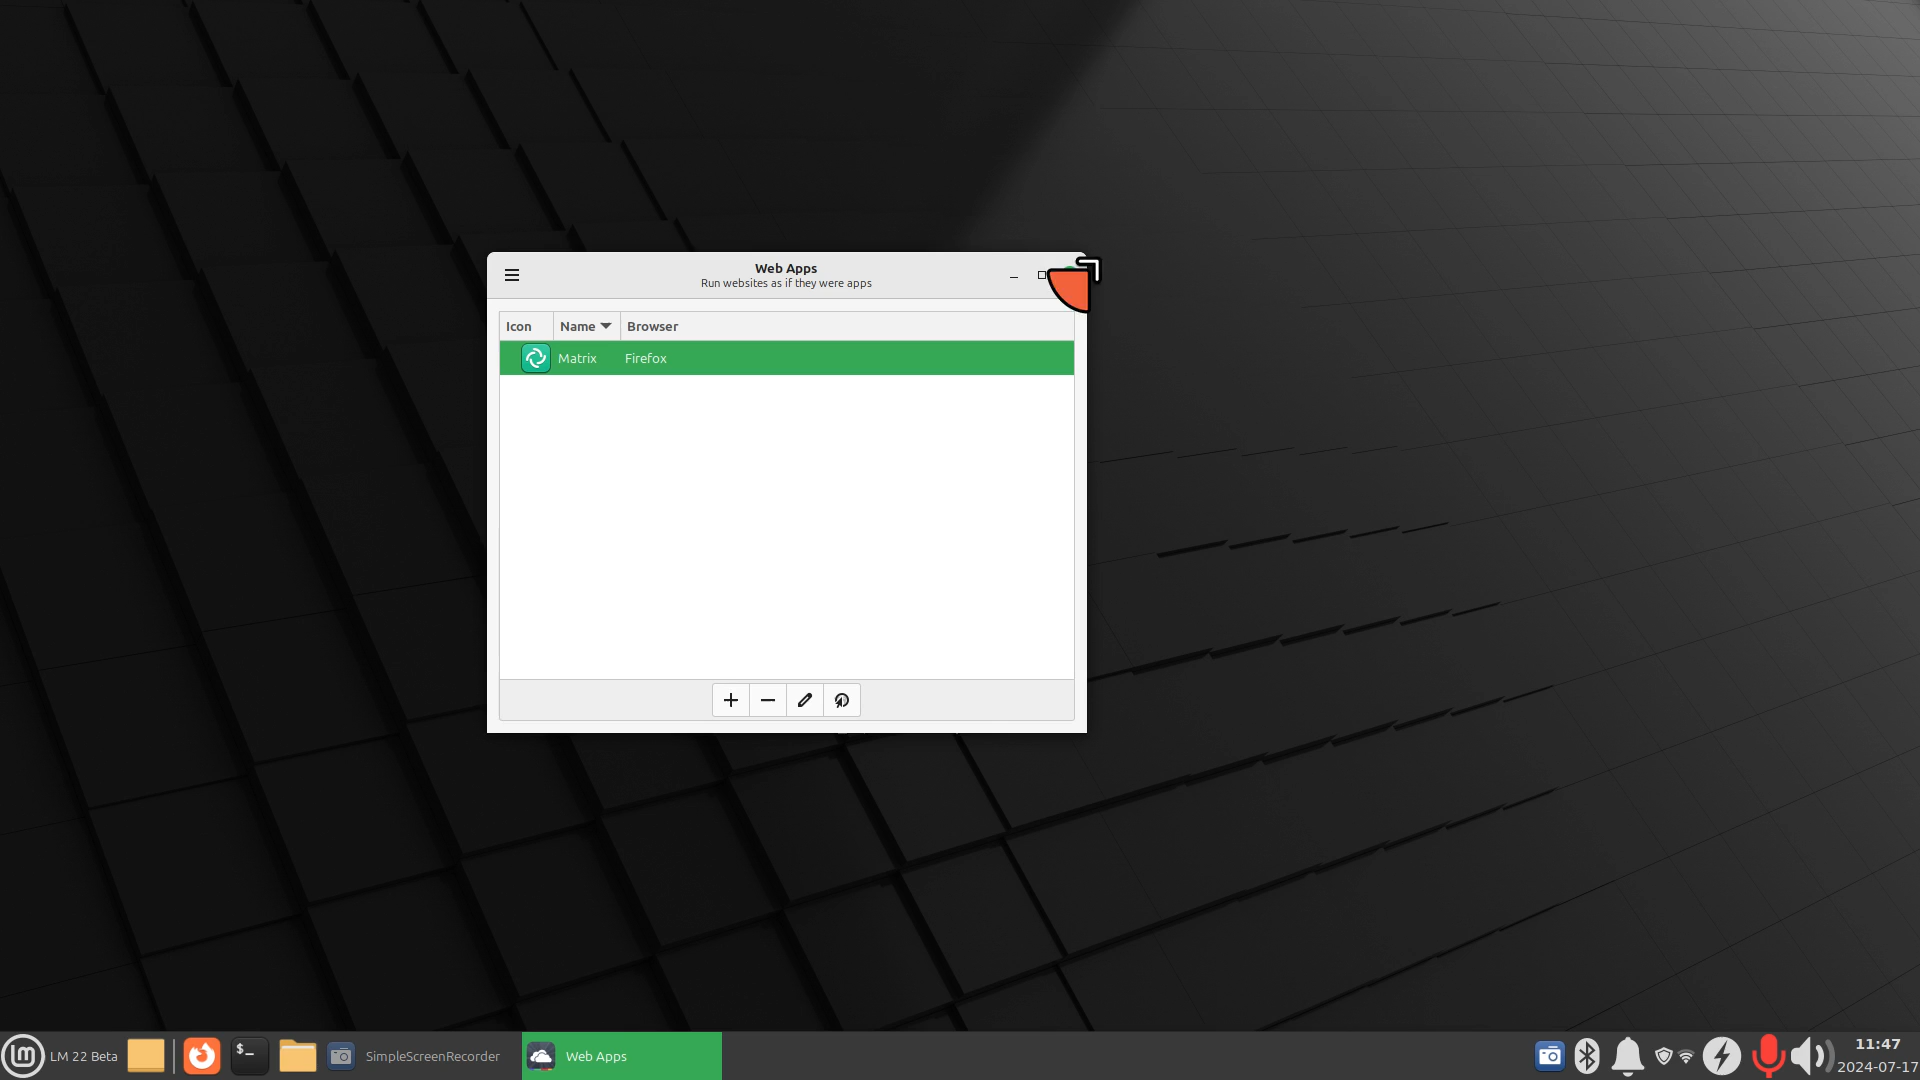 Web Apps
Run websites as if they were apps
Icon Name Browser
Matrix Firefox
LM 22 Beta
$_
SimpleScreenRecorder
Web Apps
11:47
2024-07-17